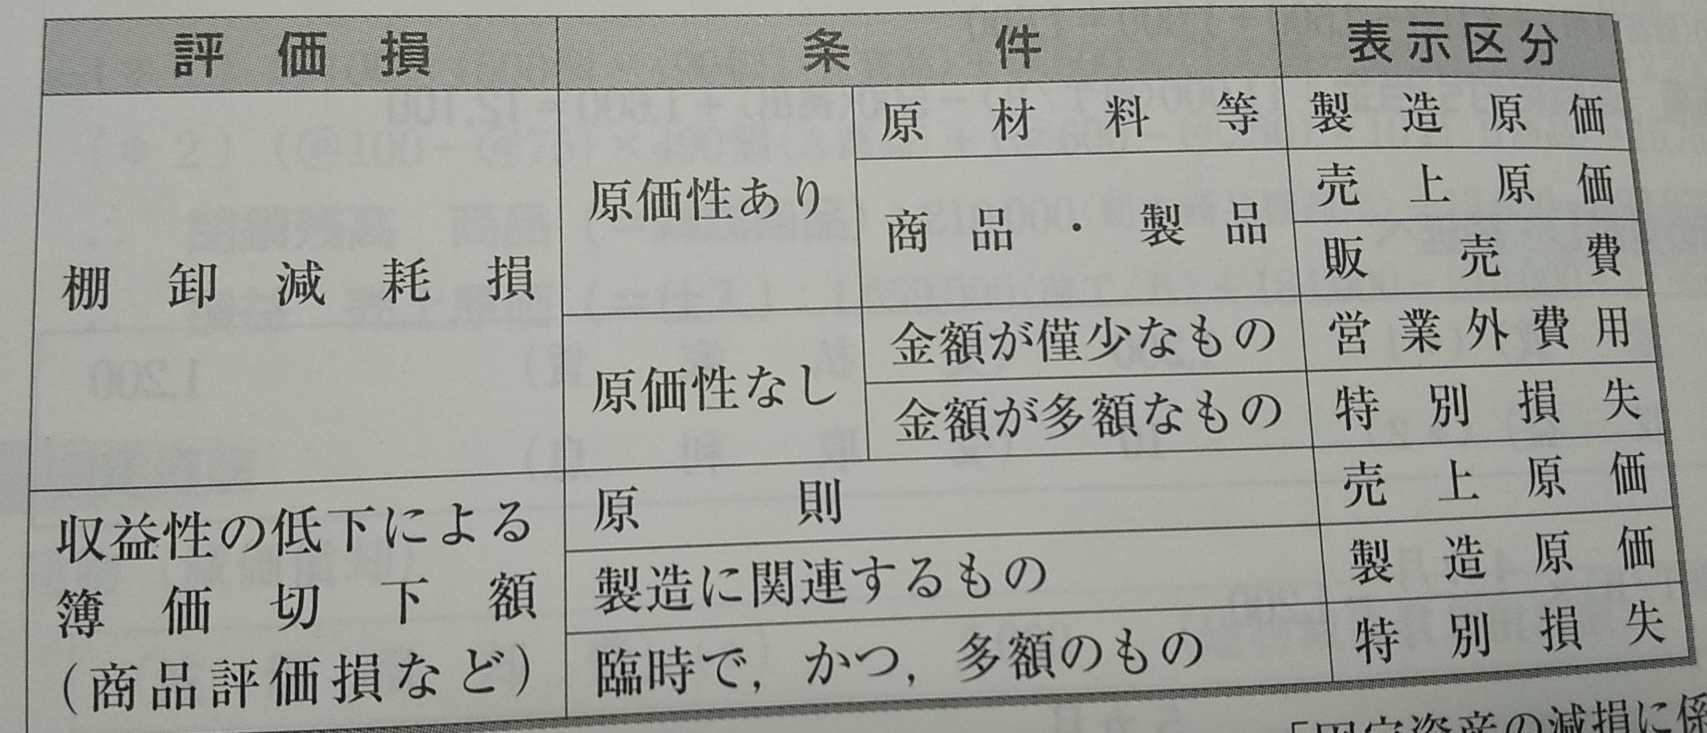 評価損 条件 表示区分
棚卸減耗損 原価性あり 原材料等 製造原価
商品・製品 売上原価
販売費
原価性なし 金額が僅少なもの 営業外費用
金額が多額なもの 特別損失
収益性の低下による
簿価切下額
(商品評価損など)
原則 売上原価
製造に関連するもの 製造原価
臨時で,かつ,多額のもの 特別損失
「固定資産の減損に係